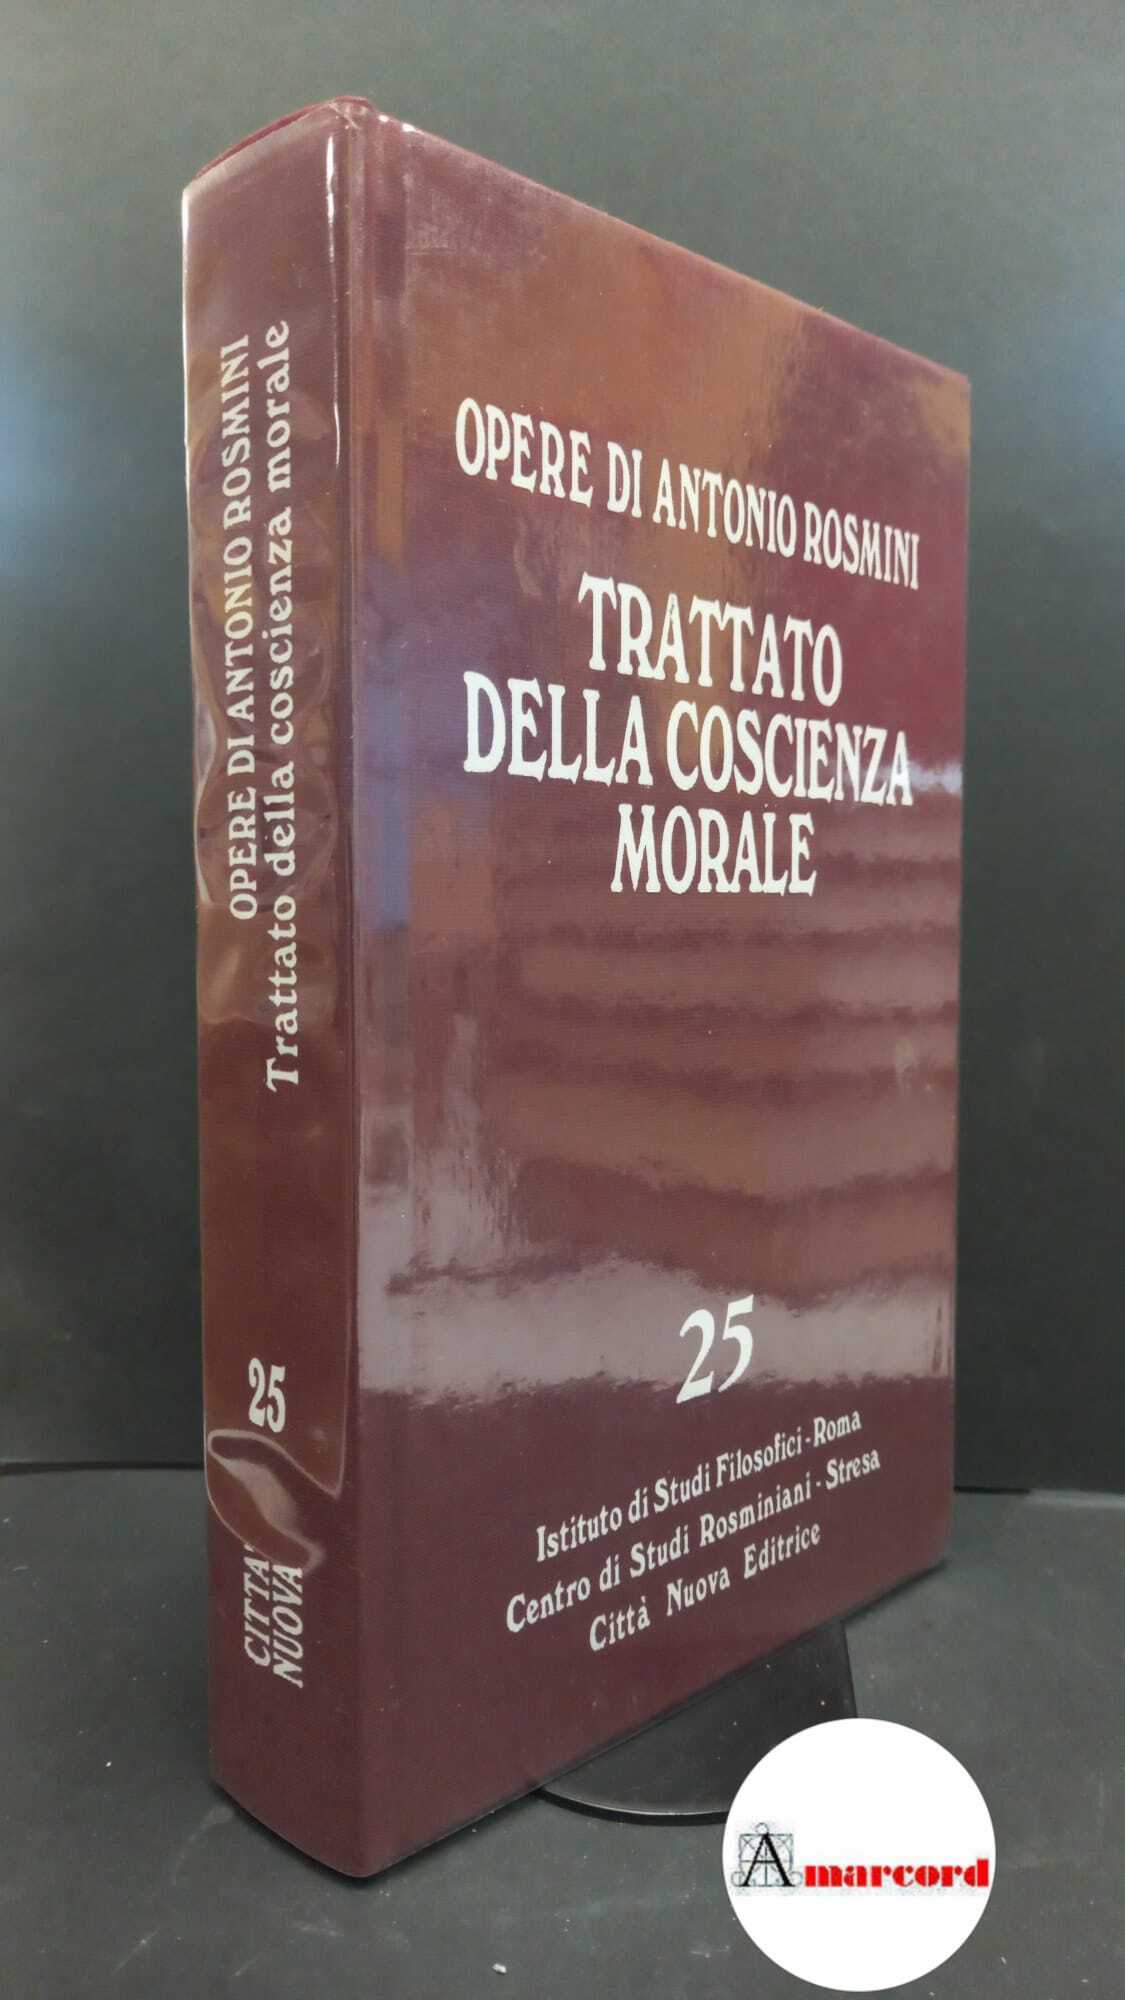 OPERE DI ANTONIO ROSMINI
Trattato della coscienza morale
25
CITTA'
NUOVA
OPERE DI ANTONIO ROSMINI
TRATTATO
DELLA COSCIENZA
MORALE
25
Istituto di Studi Filosofici - Roma
Centro di Studi Rosminiani - Stresa
Città Nuova Editrice
Amarcord